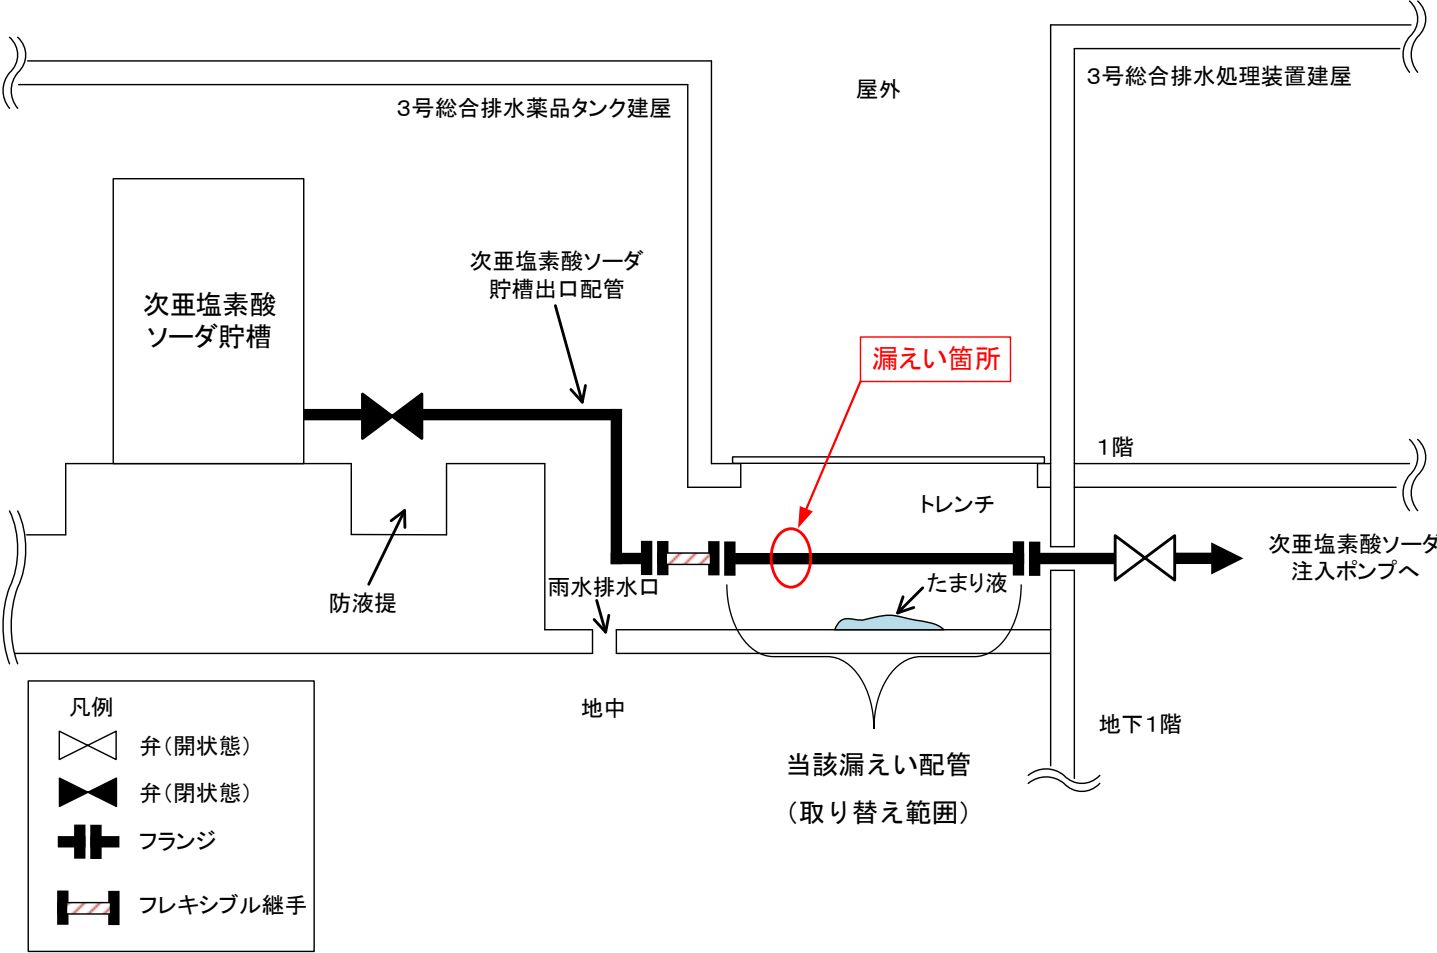 屋外
3号総合排水処理装置建屋
3号総合排水薬品タンク建屋
次亜塩素酸ソーダ
貯槽出口配管
次亜塩素酸
ソーダ貯槽
漏えい箇所
1階
トレンチ
次亜塩素酸ソーダ
注入ポンプへ
防液提
雨水排水口
たまり液
地中
地下1階
当該漏えい配管
(取り替え範囲)
凡例
弁(開状態)
弁(閉状態)
フランジ
フレキシブル継手